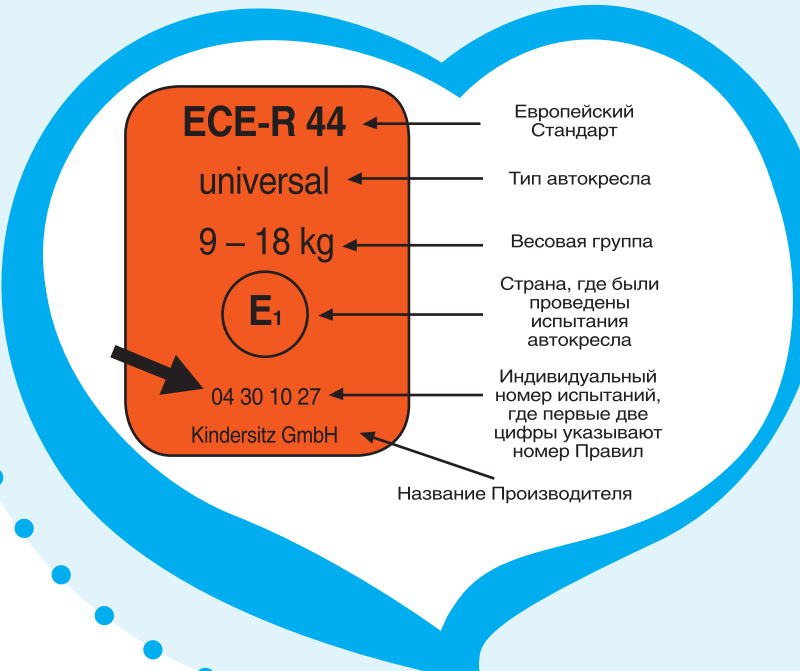 ECE-R 44
Европейский
Стандарт
universal
Тип автокресла
9 – 18 kg
Весовая группа
E1
Страна, где были
проведены
испытания
автокресла
04 30 10 27
Индивидуальный
номер испытаний,
где первые две
цифры указывают
номер Правил
Kindersitz GmbH
Название Производителя